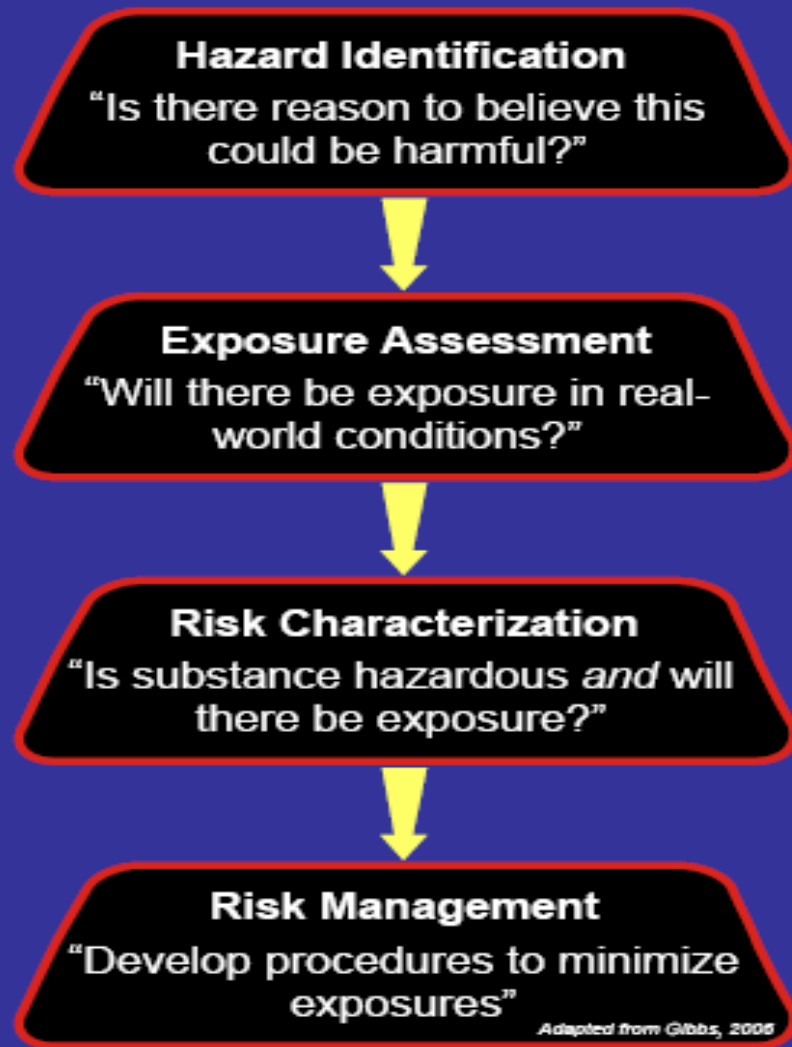 Hazard Identification
“Is there reason to believe this
could be harmful?”
Exposure Assessment
“Will there be exposure in real-
world conditions?”
Risk Characterization
“Is substance hazardous and will
there be exposure?”
Risk Management
“Develop procedures to minimize
exposures”
Adapted from Gibbs, 2006